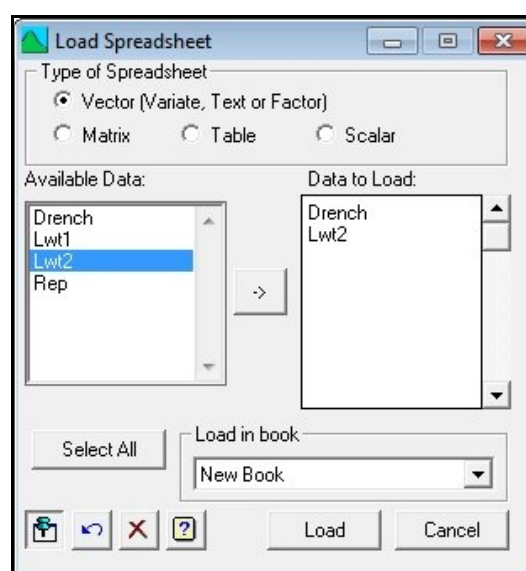 Load Spreadsheet
Type of Spreadsheet
Vector (Variate, Text or Factor)
Matrix Table Scalar
Available Data:
Drench
Lwt1
Lwt2
Rep
->
Data to Load:
Drench
Lwt2
Select All
Load in book
New Book
Load Cancel